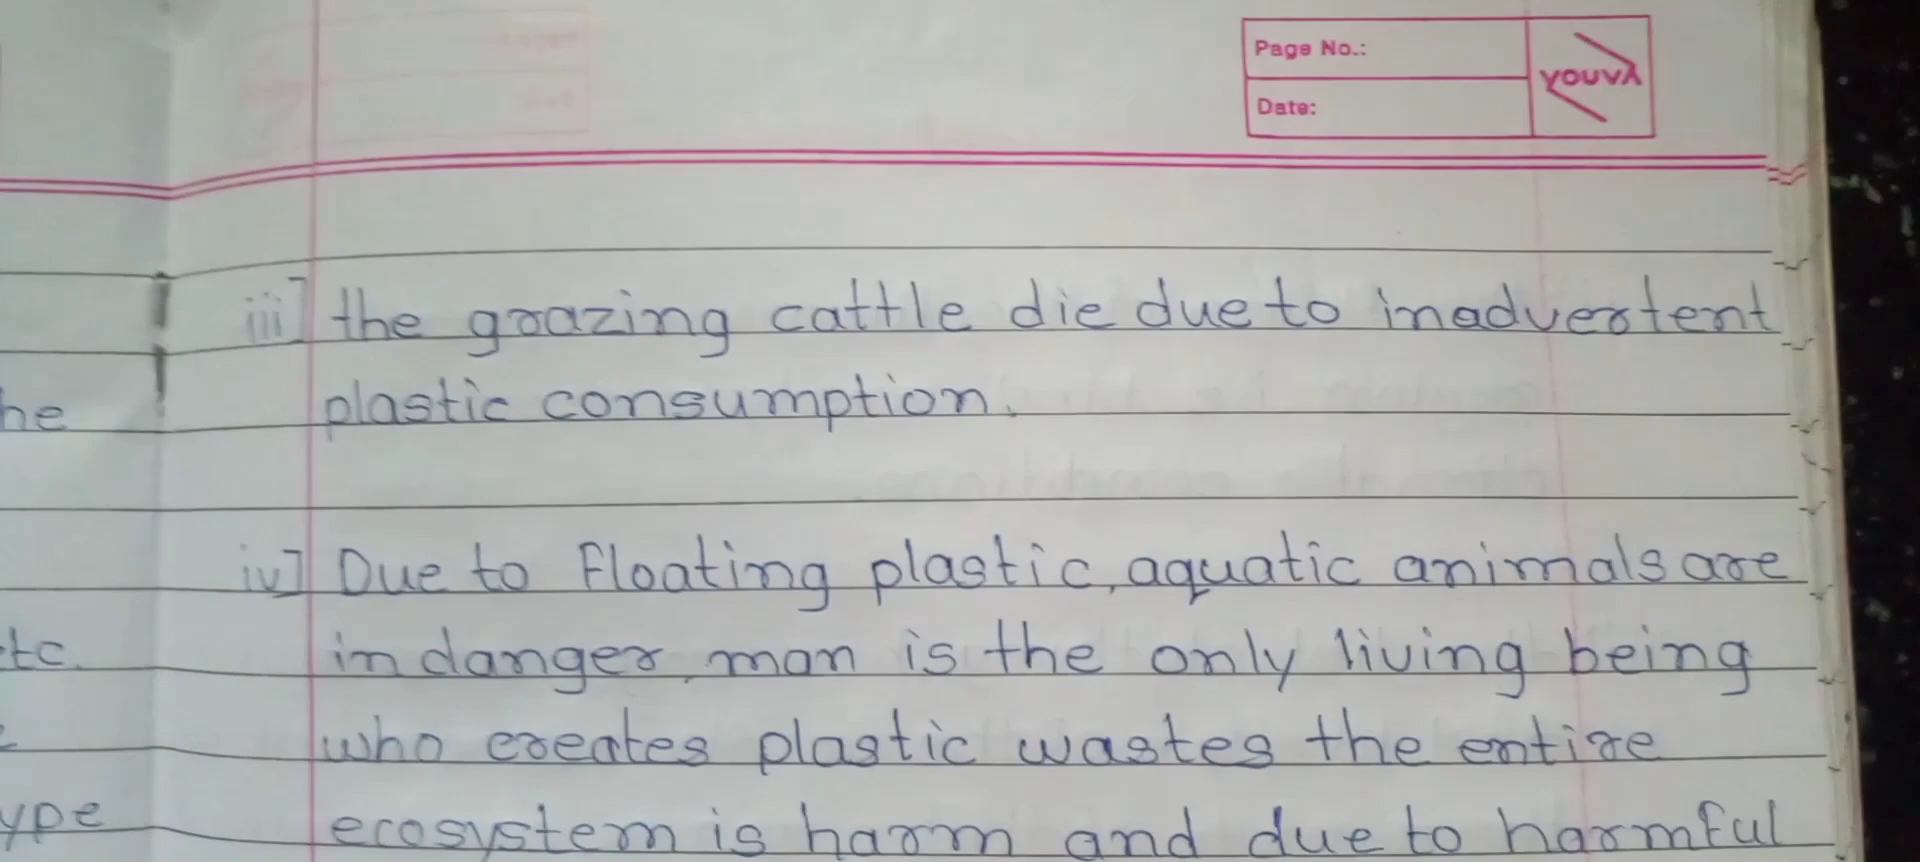 Page No.:
Date:
YOUVA
iii] the grazing cattle die due to inadvertent
plastic consumption.
he
iv] Due to Floating plastic, aquatic animals are
etc.
in danger, man is the only living being
who creates plastic wastes the entire
ype
ecosystem is harm and due to harmful